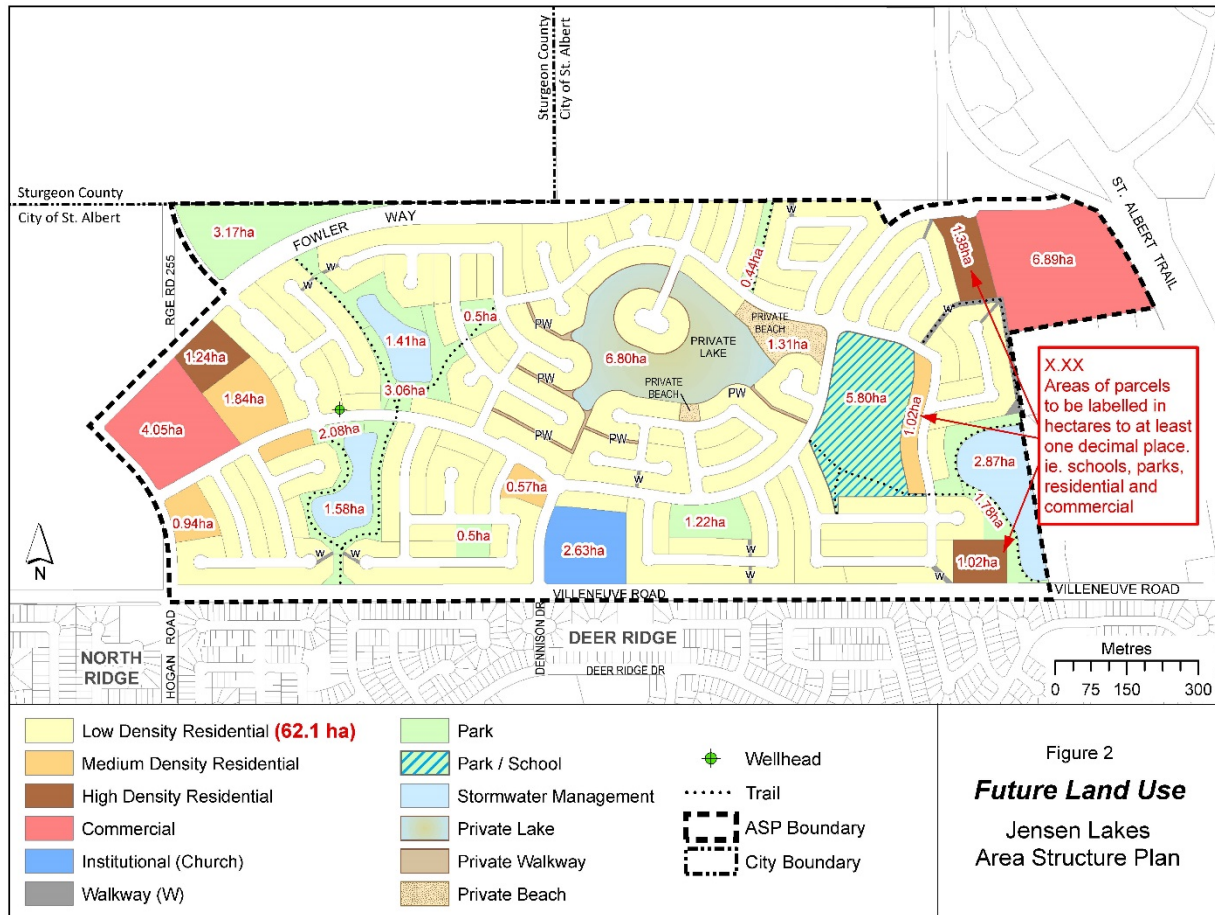 Sturgeon County
City of St. Albert
Sturgeon County
City of St. Albert
ST. ALBERT TRAIL
RGE RD 255
3.17ha
FOWLER WAY
W
W
0.44ha
1.38ha
6.89ha
W
0.5ha
1.41ha
PW
PRIVATE
BEACH
1.31ha
PRIVATE
LAKE
6.80ha
1.24ha
1.84ha
3.06ha
PW
PRIVATE
BEACH
PW
5.80ha
1.02ha
4.05ha
2.08ha
PW
PW
2.87ha
0.57ha
1.58ha
0.94ha
0.5ha
1.22ha
1.78ha
2.63ha
W
W
W
W
W
1.02ha
X.XX
Areas of parcels
to be labelled in
hectares to at least
one decimal place.
ie. schools, parks,
residential and
commercial
N
VILLENEUVE ROAD
VILLENEUVE ROAD
NORTH
RIDGE
HOGAN ROAD
DENNISON DR
DEER RIDGE
DEER RIDGE DR
Metres
0 75 150 300
Low Density Residential (62.1 ha)
Medium Density Residential
High Density Residential
Commercial
Institutional (Church)
Walkway (W)
Park
Park / School
Stormwater Management
Private Lake
Private Walkway
Private Beach
Wellhead
Trail
ASP Boundary
City Boundary
Figure 2
Future Land Use
Jensen Lakes
Area Structure Plan